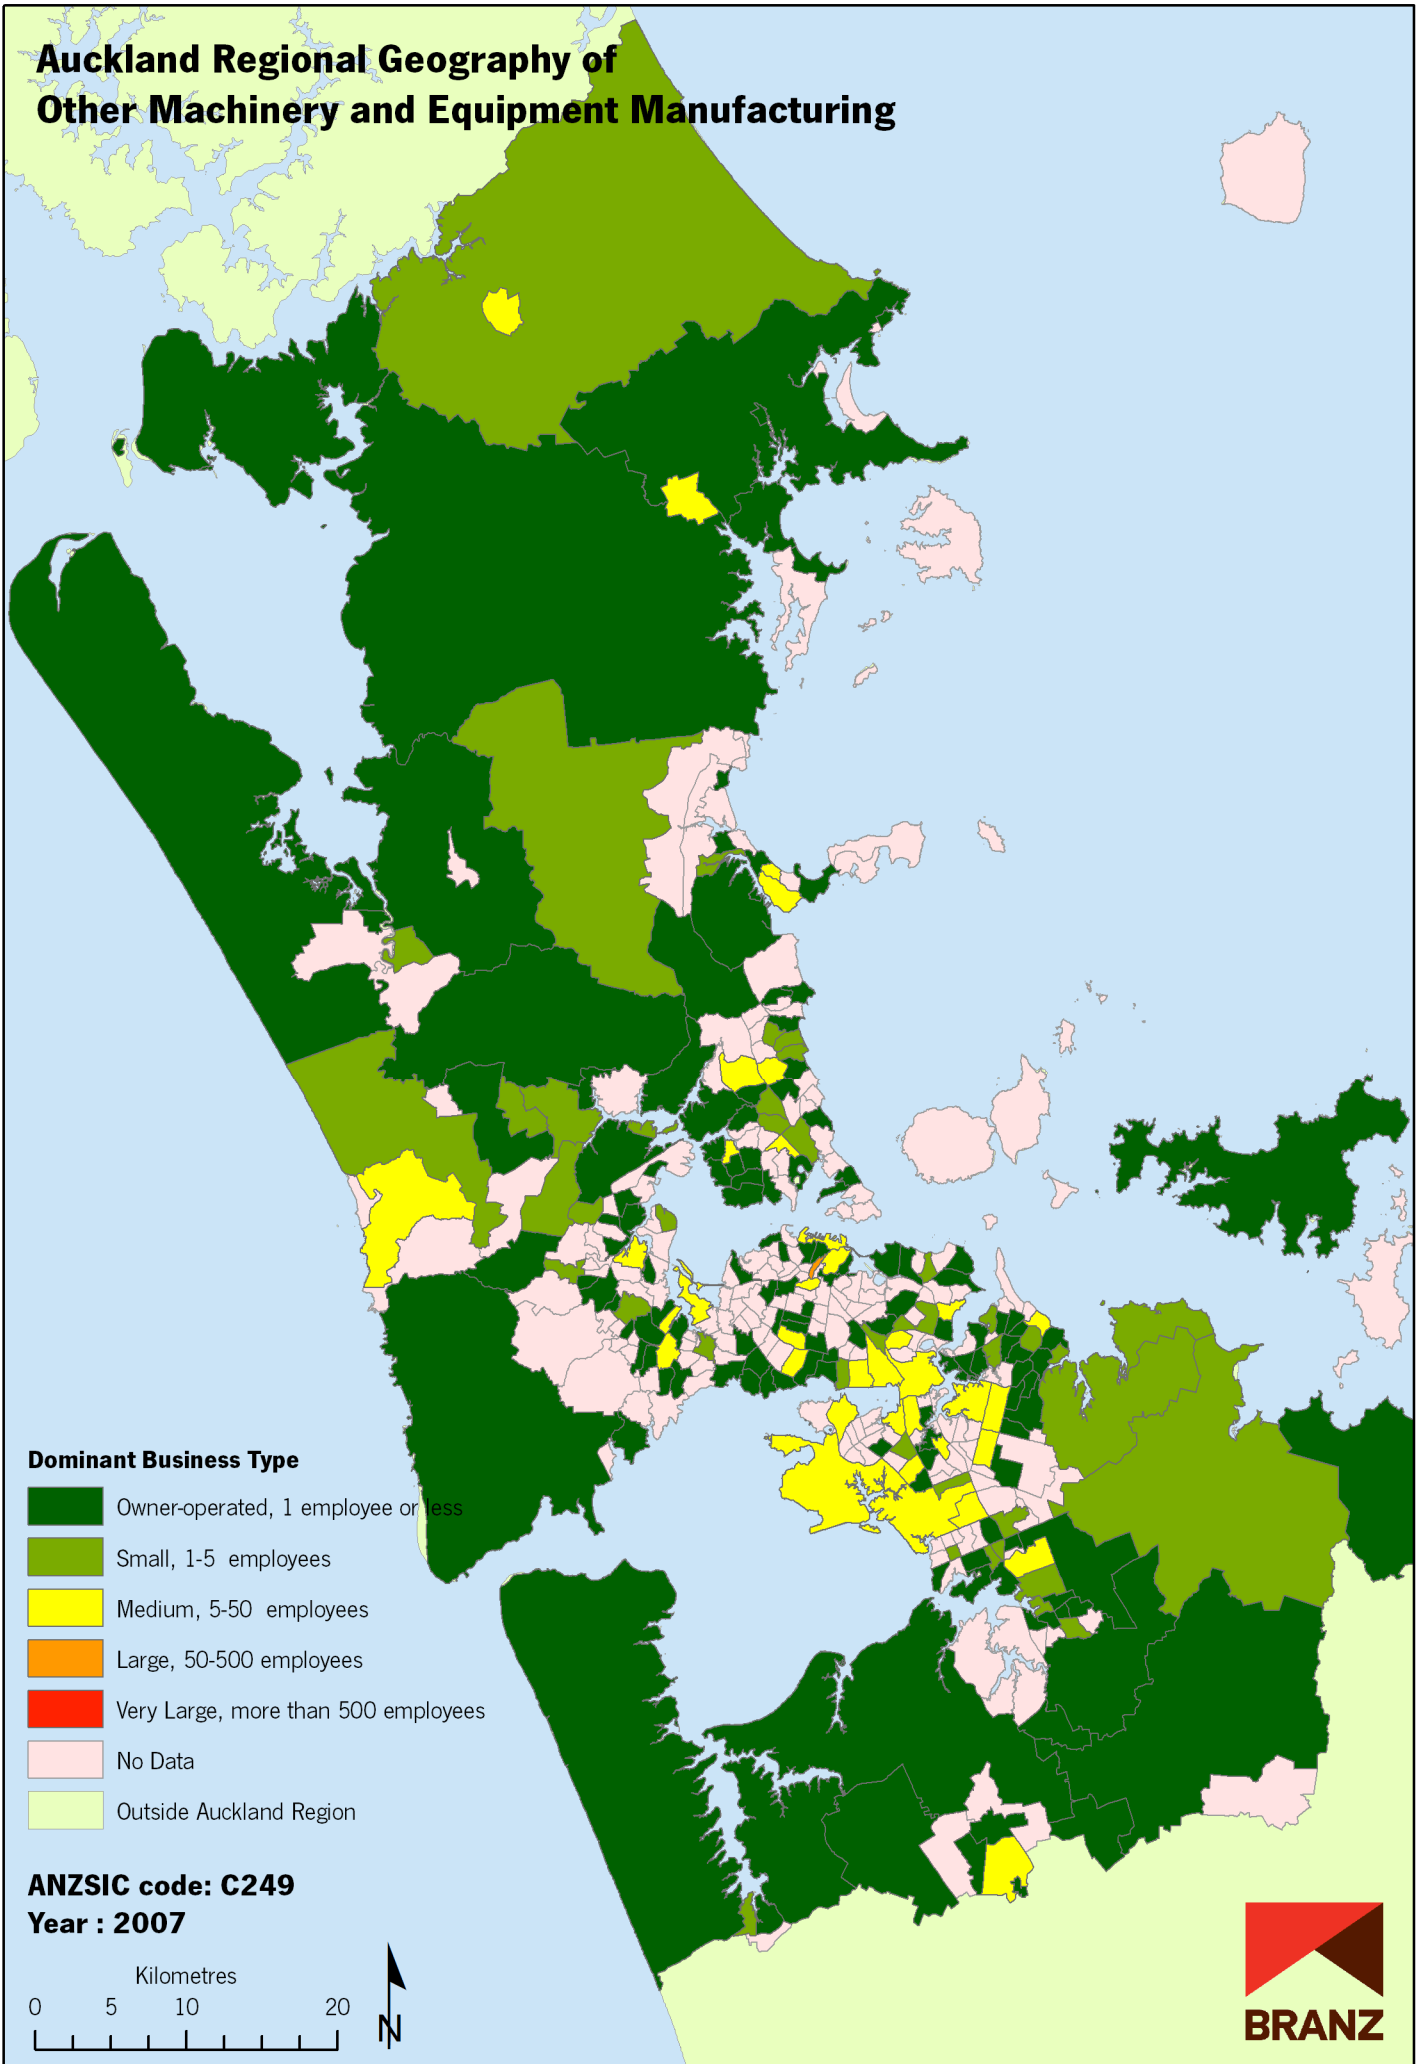 Auckland Regional Geography of
Other Machinery and Equipment Manufacturing
Dominant Business Type
Owner-operated, 1 employee or less
Small, 1-5 employees
Medium, 5-50 employees
Large, 50-500 employees
Very Large, more than 500 employees
No Data
Outside Auckland Region
ANZSIC code: C249
Year : 2007
Kilometres
0 5 10 20
N
BRANZ